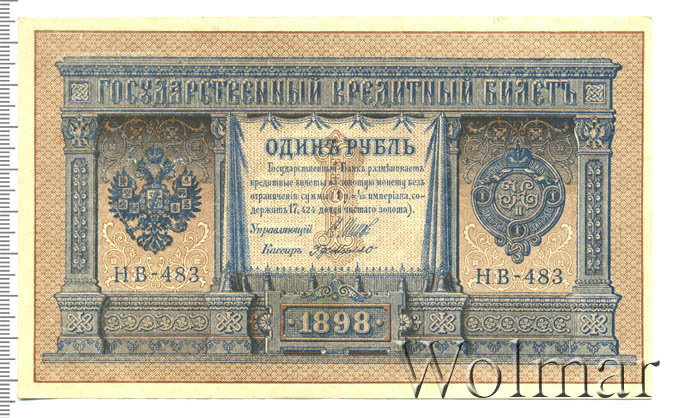 ГОСУДАРСТВЕННЫЙ КРЕДИТНЫЙ БИЛЕТЪ
ОДИНЪ РУБЛЬ
Государственный Банкъ размѣниваетъ
кредитные билеты на золотую монету безъ
ограниченія суммы (1 р. = 1/15 имперіала, со-
держитъ 17,424 долей чистаго золота).
Управляющій
Кассиръ
НВ-483
НВ-483
1898
Wolmar